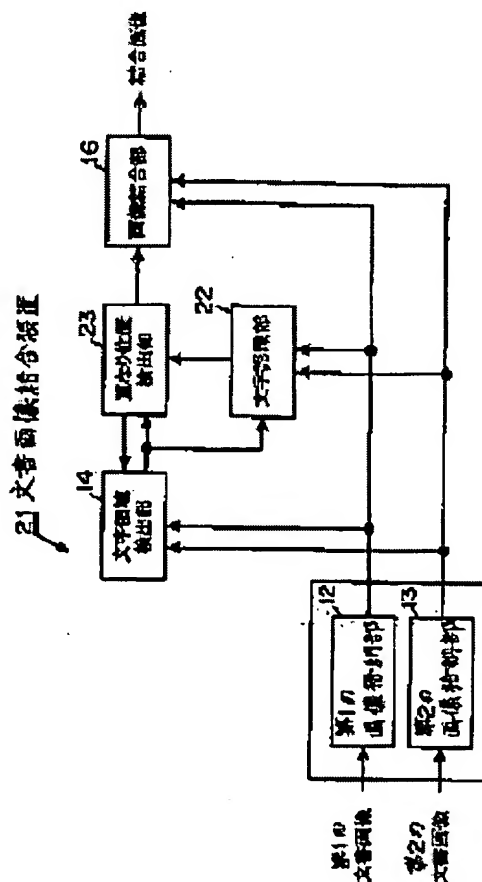 21 文書画像結合装置
第1の
文書画像
第2の
文書画像
12
第1の
画像格納部
13
第2の
画像格納部
14
文字領域
検出部
23
重なり位置
検出部
22
文字認識部
16
画像結合部
結合画像